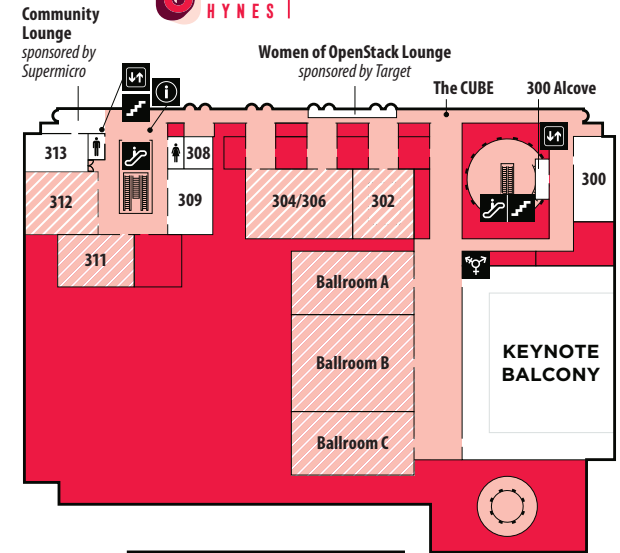 HYNES
Community
Lounge
sponsored by
Supermicro
Women of OpenStack Lounge
sponsored by Target
The CUBE
300 Alcove
i
313
308
312
309
304/306
302
300
311
Ballroom A
Ballroom B
Ballroom C
KEYNOTE
BALCONY